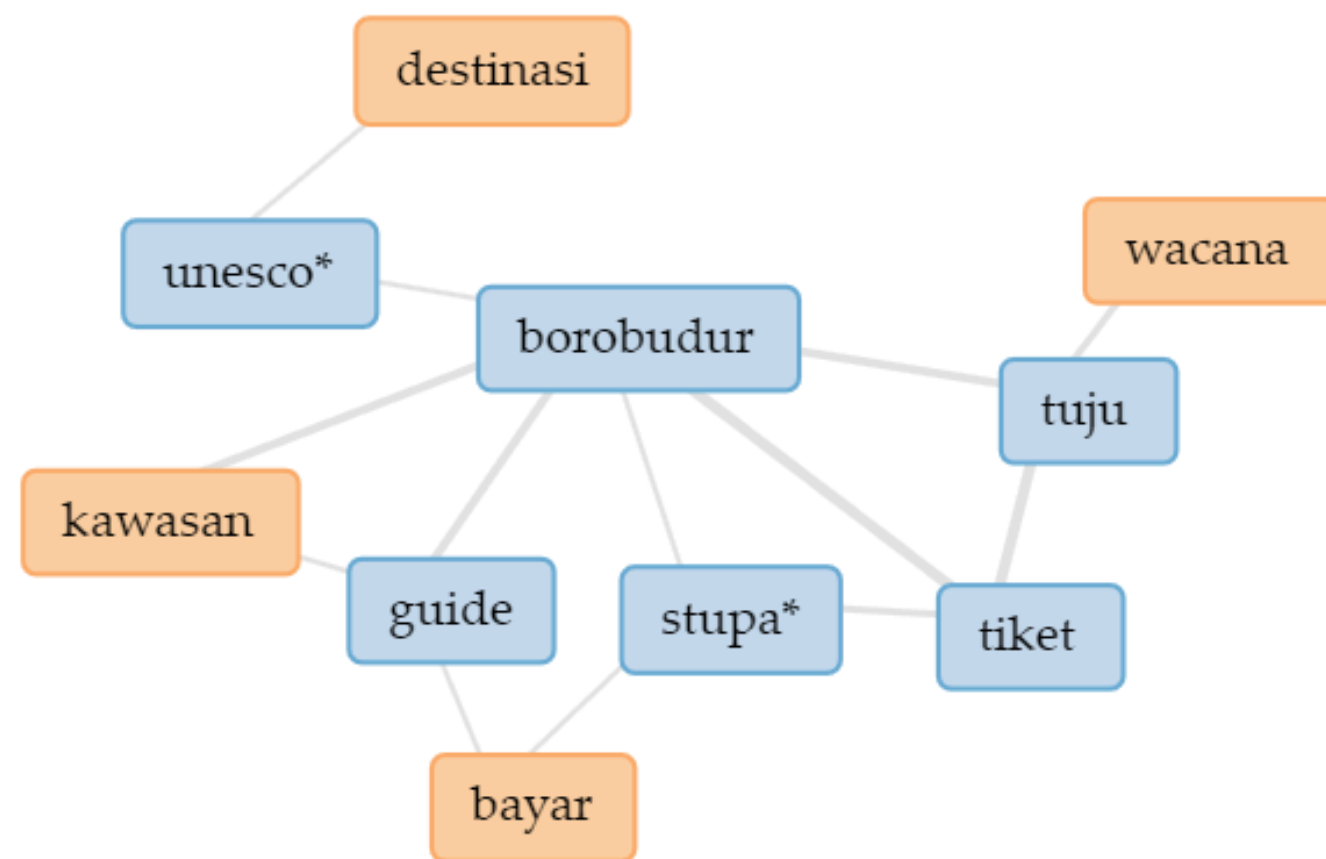 destinasi
wacana
unesco*
borobudur
tuju
kawasan
guide
stupa*
tiket
bayar